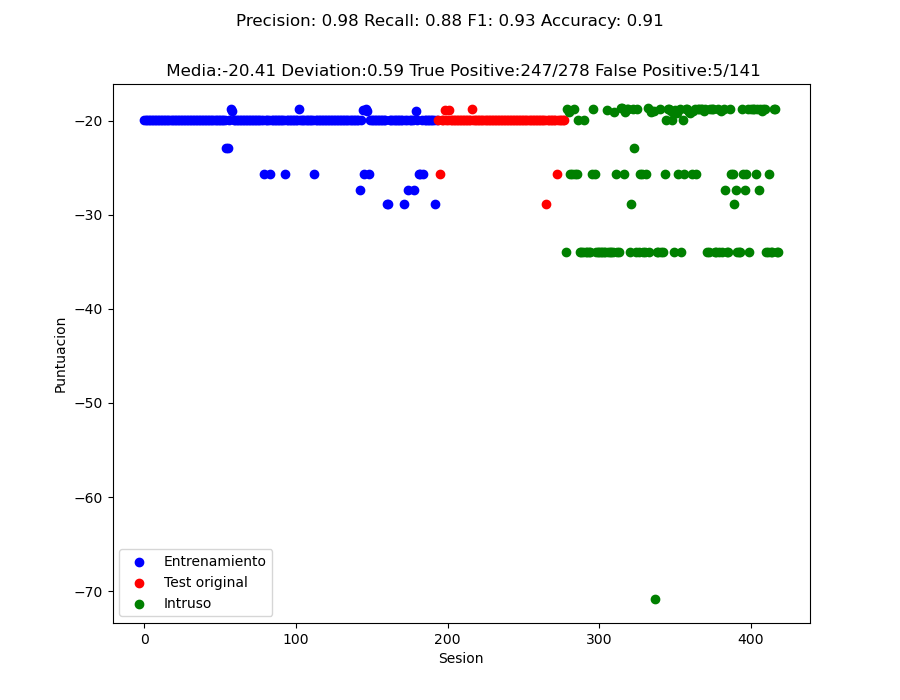 Precision: 0.98 Recall: 0.88 F1: 0.93 Accuracy: 0.91
Media:-20.41 Deviation:0.59 True Positive:247/278 False Positive:5/141
−20
−30
−40
−50
−60
−70
Puntuacion
Entrenamiento
Test original
Intruso
0 100 200 300 400
Sesion